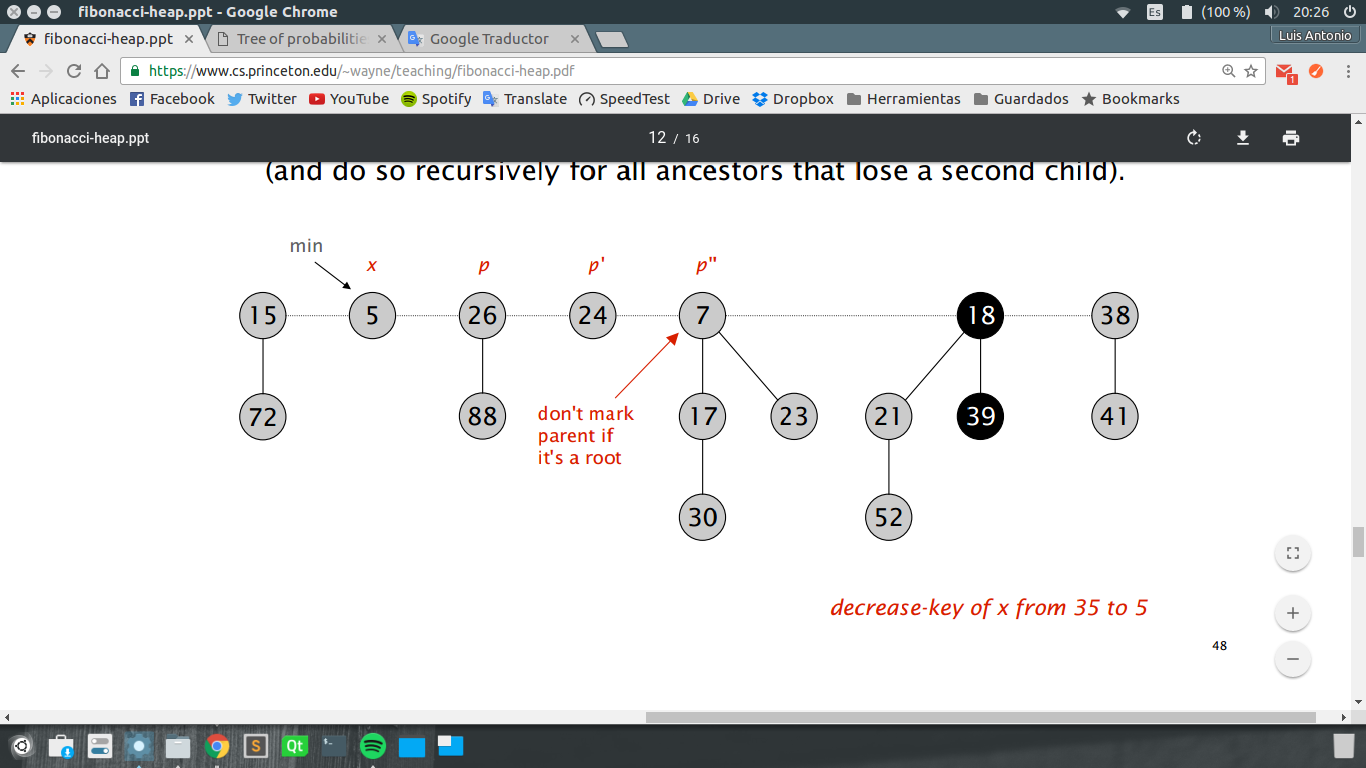 fibonacci-heap.ppt - Google Chrome
Es (100 %) 20:26
fibonacci-heap.ppt Tree of probabilitie Google Traductor Luis Antonio
https://www.cs.princeton.edu/~wayne/teaching/fibonacci-heap.pdf 1
Aplicaciones Facebook Twitter YouTube Spotify Translate SpeedTest Drive Dropbox Herramientas Guardados Bookmarks
fibonacci-heap.ppt 12 / 16
(and do so recursively for all ancestors that lose a second child).
min
x p p' p"
15 5 26 24 7 18 38
72 88 17 23 21 39 41
don't mark
parent if
it's a root
30 52
decrease-key of x from 35 to 5
48
S Qt